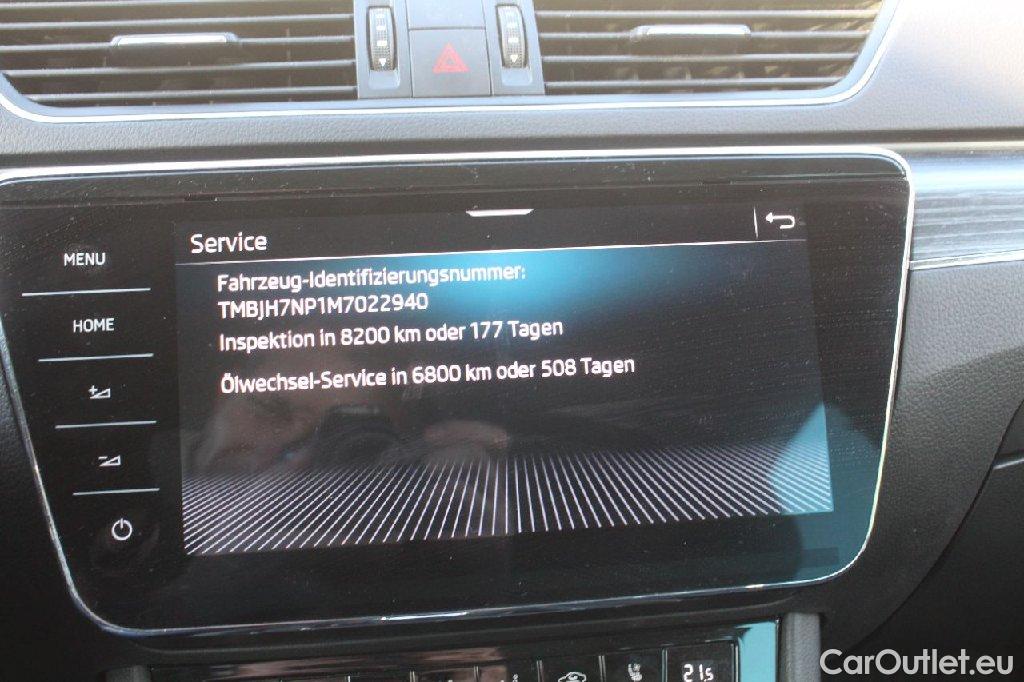 Service
MENU
Fahrzeug-Identifizierungsnummer:
TMBJH7NP1M7022940
HOME
Inspektion in 8200 km oder 177 Tagen
Ölwechsel-Service in 6800 km oder 508 Tagen
21.5
CarOutlet.eu